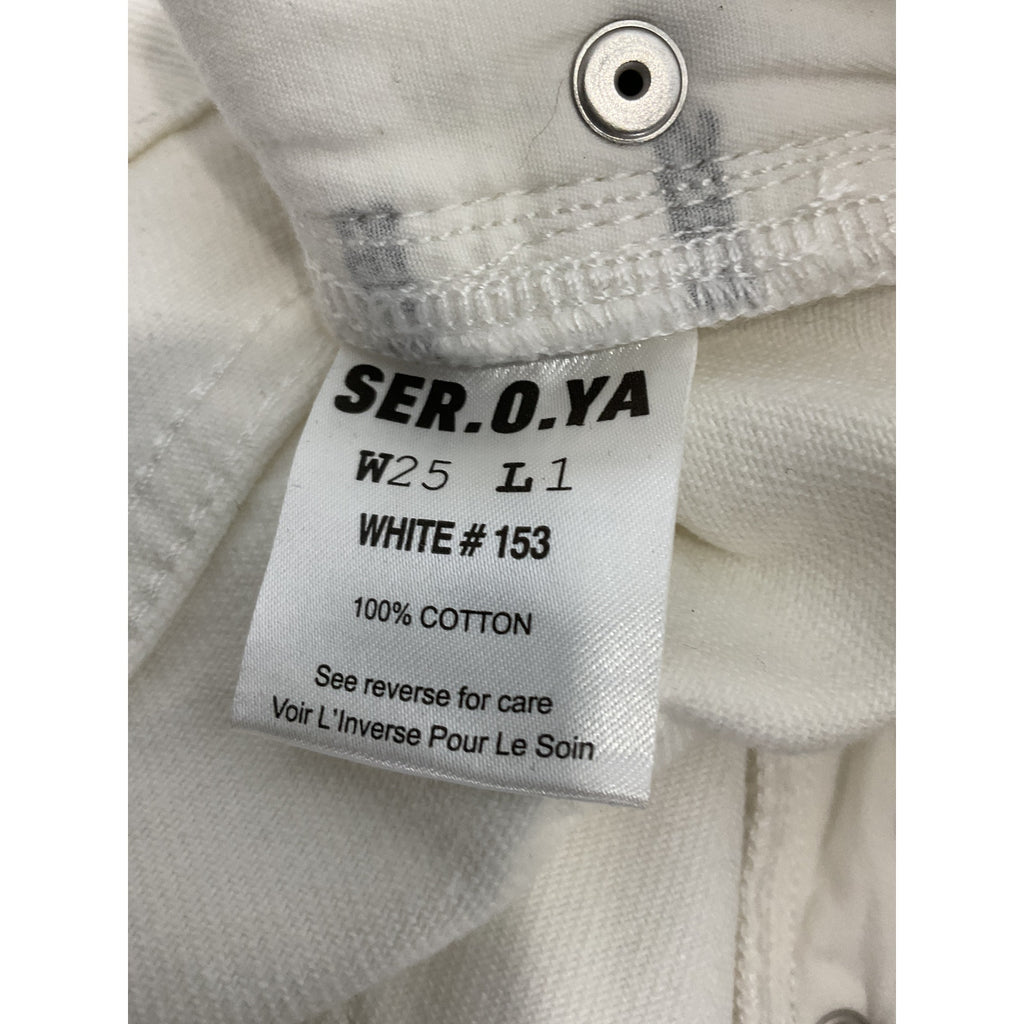 SER.O.YA
W25 L1
WHITE # 153
100% COTTON
See reverse for care
Voir L'Inverse Pour Le Soin